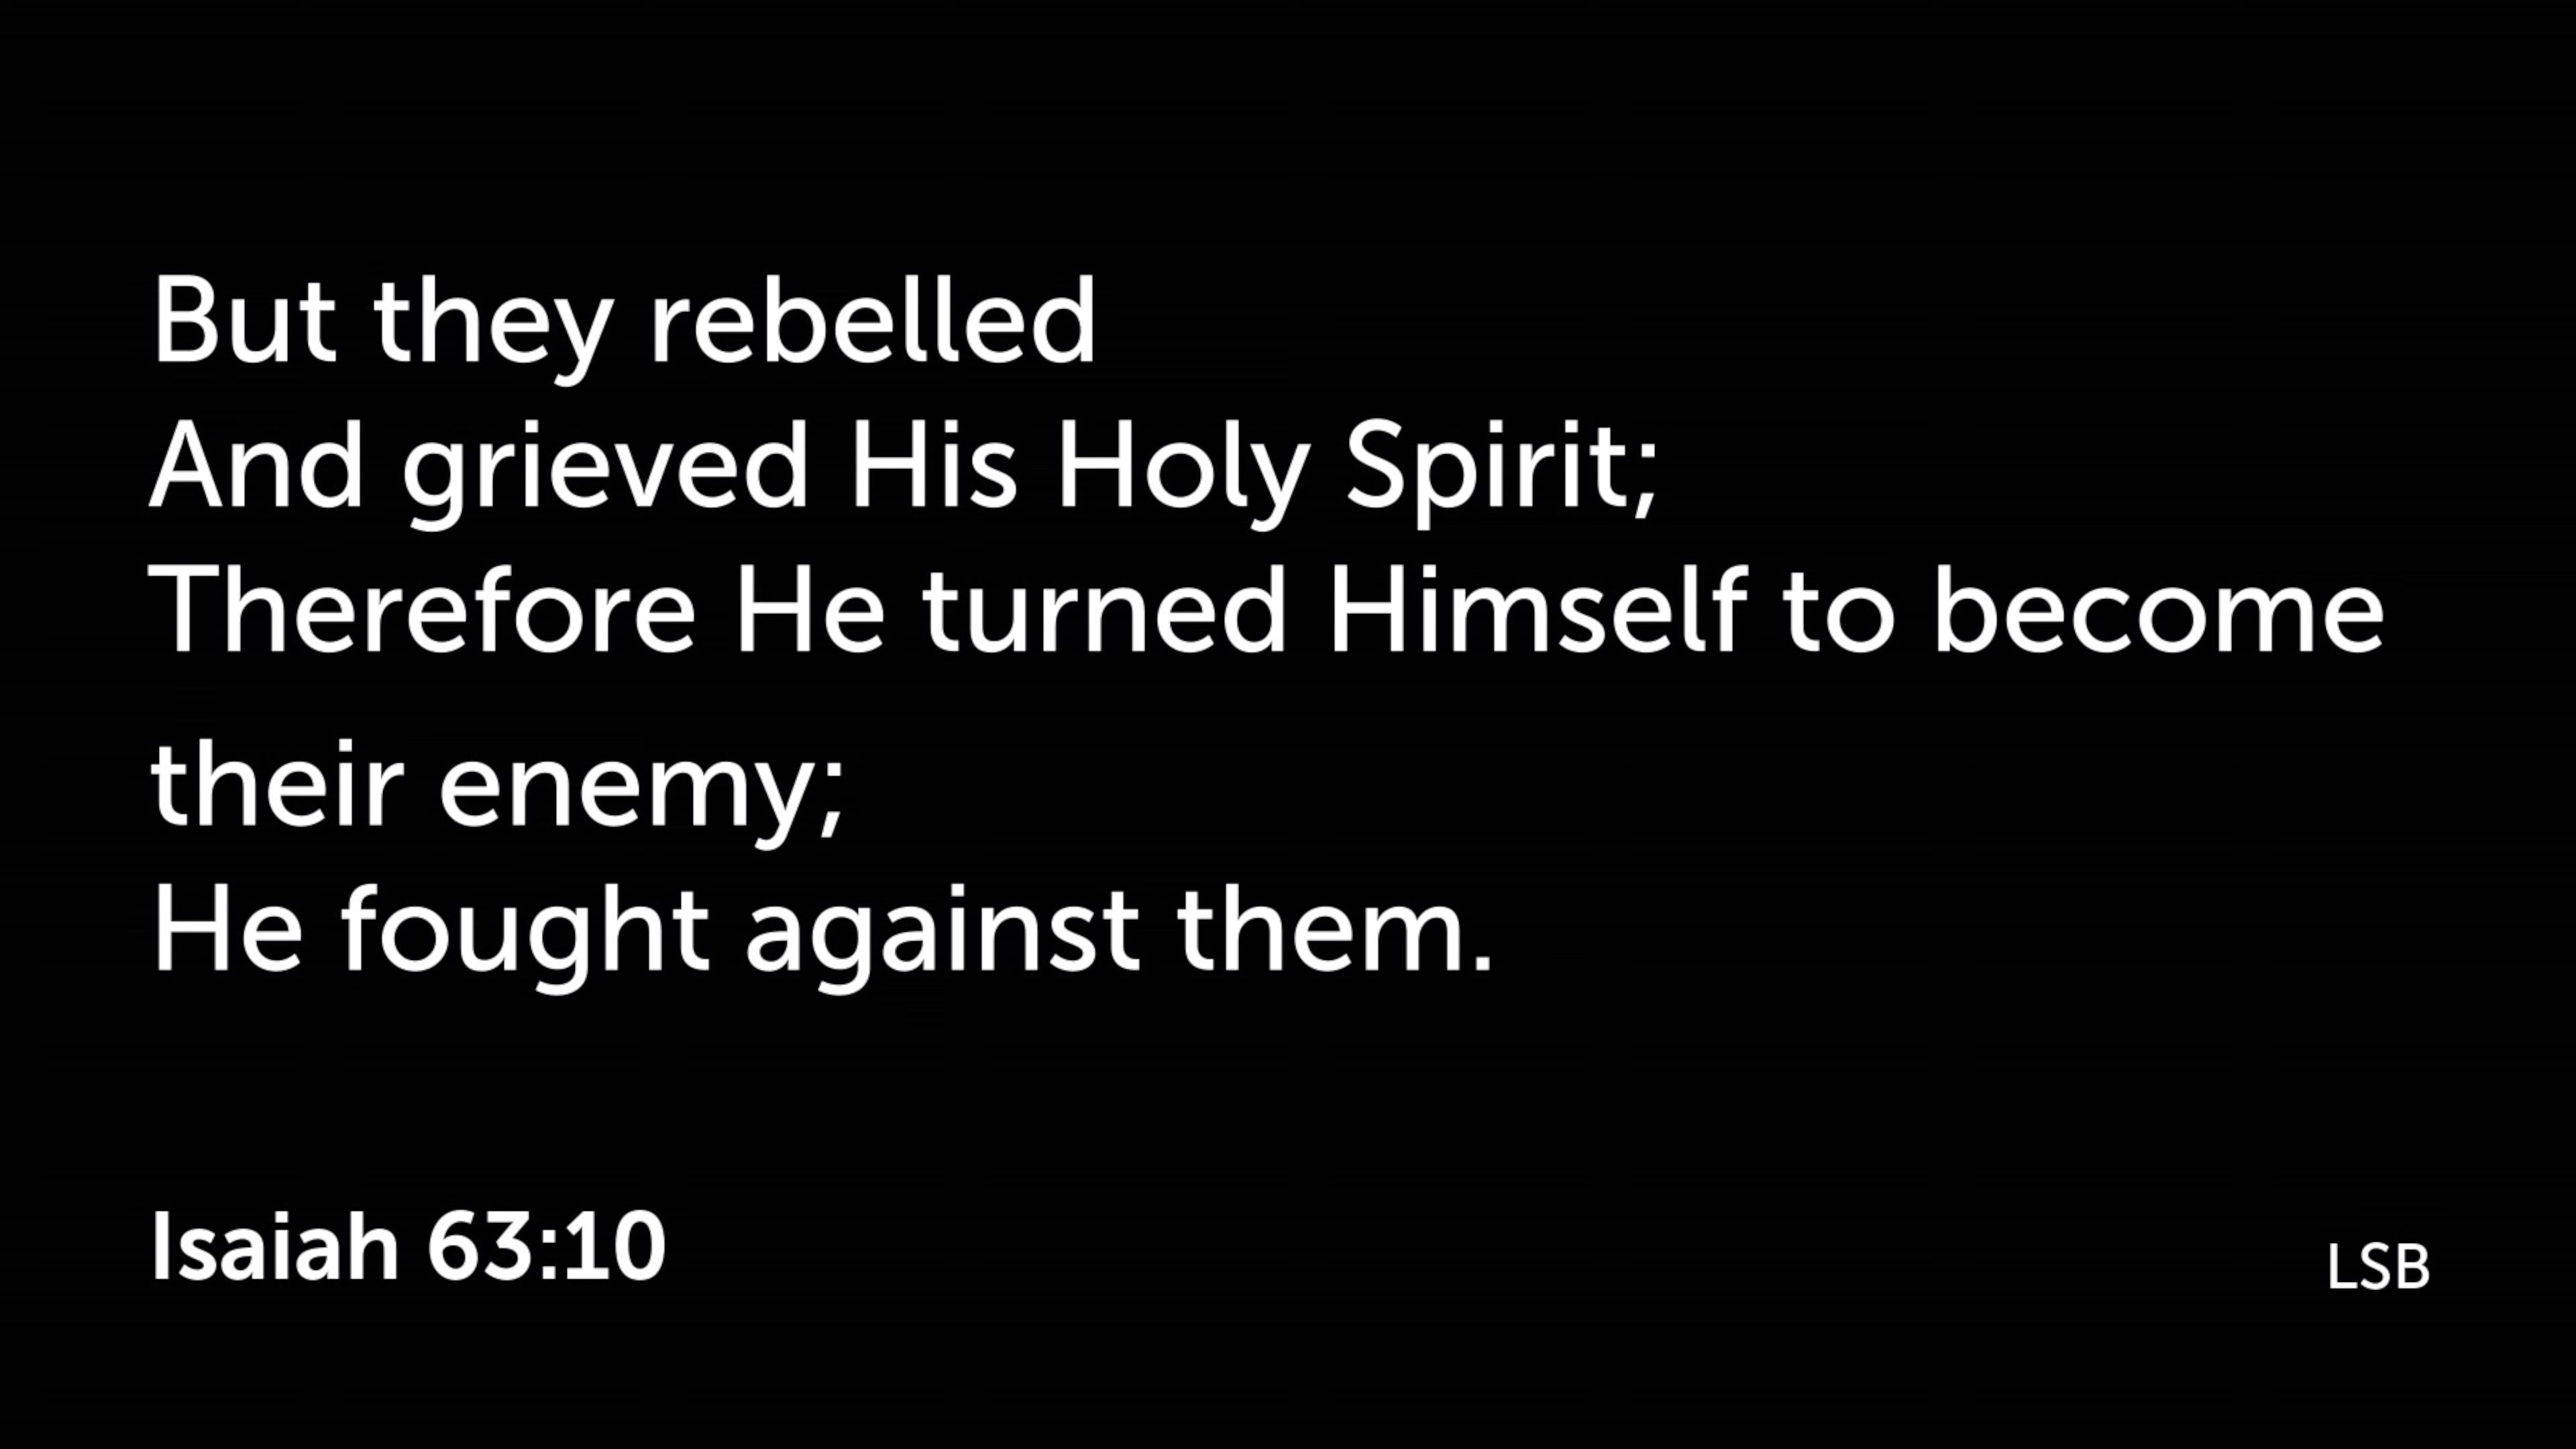 But they rebelled
And grieved His Holy Spirit;
Therefore He turned Himself to become
their enemy;
He fought against them.
Isaiah 63:10
LSB